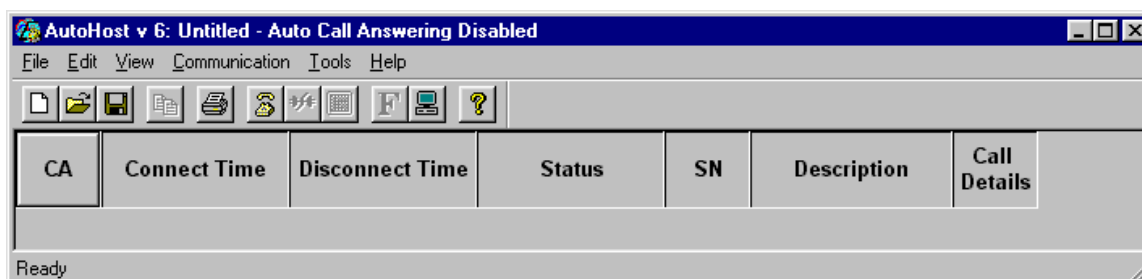 AutoHost v 6: Untitled - Auto Call Answering Disabled
File Edit View Communication Tools Help
F ?
CA Connect Time Disconnect Time Status SN Description Call Details
Ready